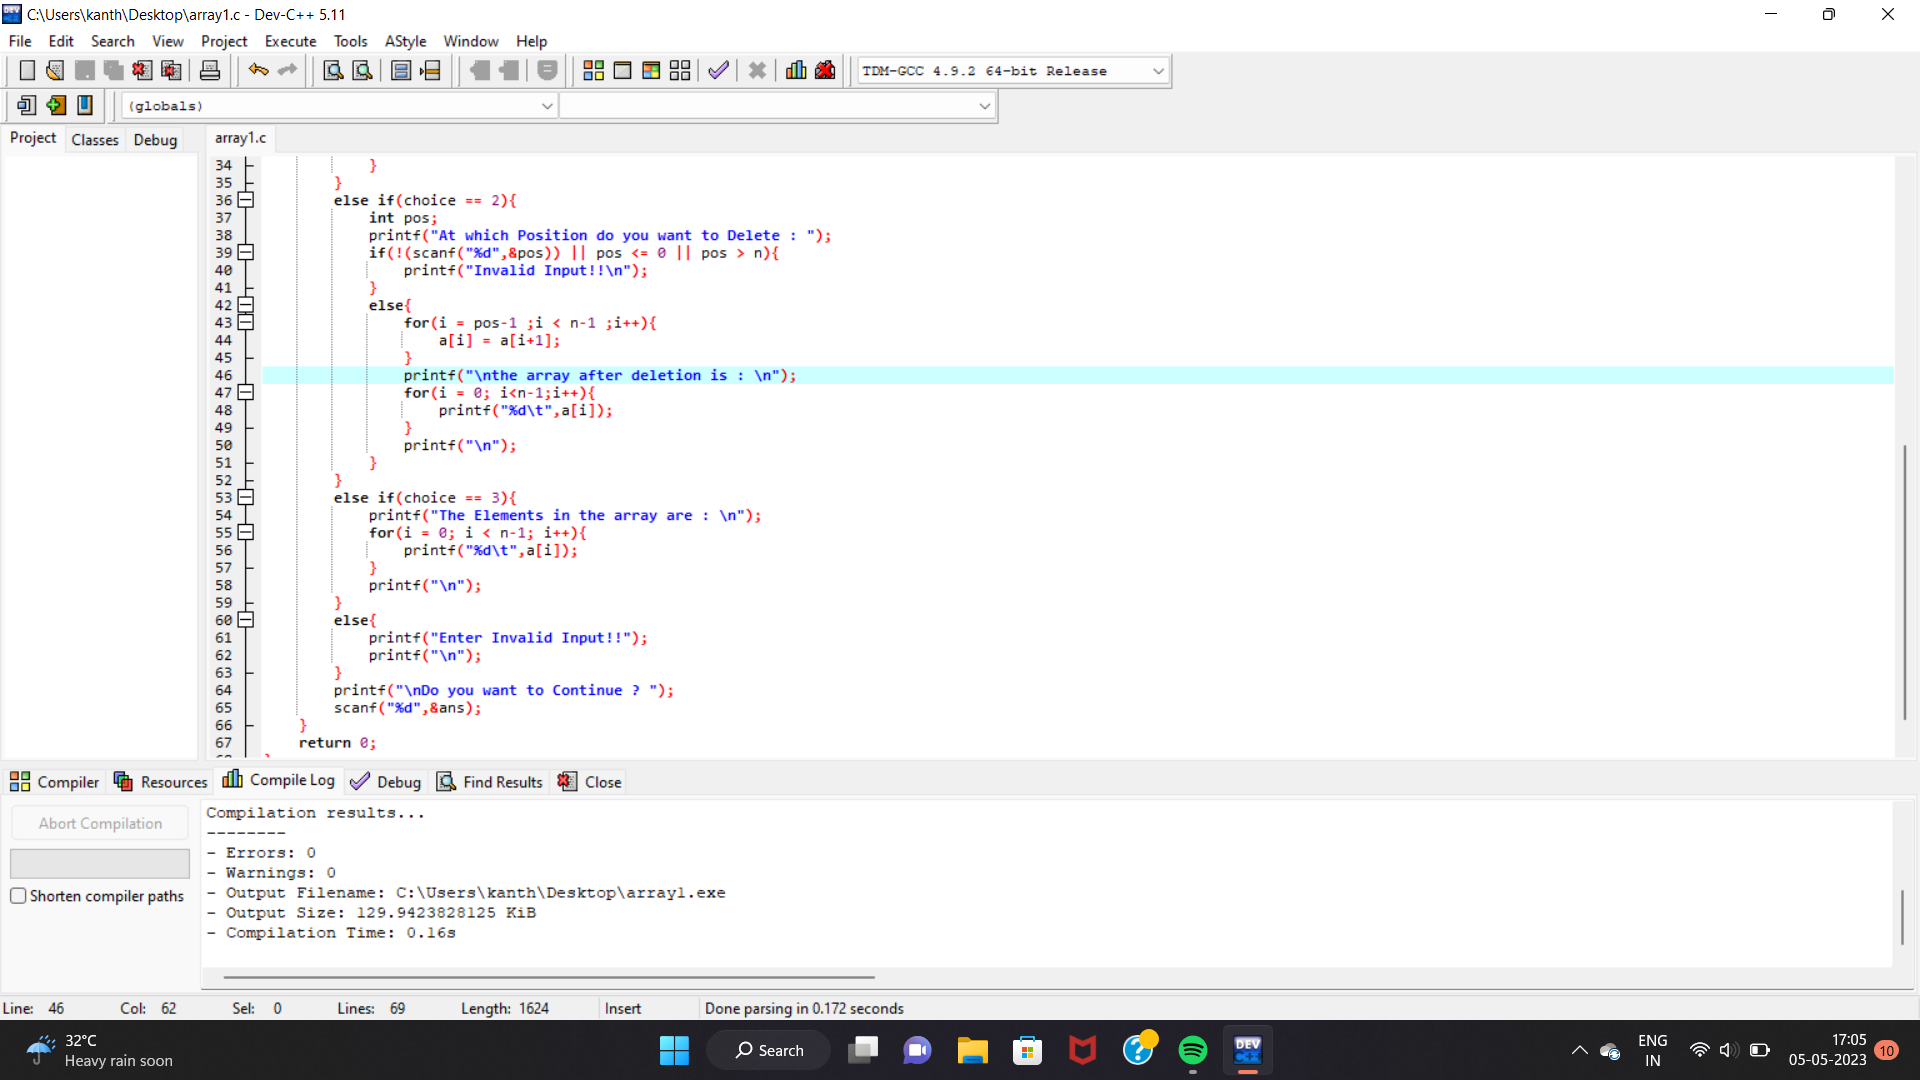 C:\Users\kanth\Desktop\array1.c - Dev-C++ 5.11
File Edit Search View Project Execute Tools AStyle Window Help
TDM-GCC 4.9.2 64-bit Release
(globals)
Project Classes Debug array1.c
34 }
35 }
36 else if(choice == 2){
37 int pos;
38 printf("At which Position do you want to Delete : ");
39 if(!(scanf("%d",&pos)) || pos <= 0 || pos > n){
40 printf("Invalid Input!!\n");
41 }
42 else{
43 for(i = pos-1 ;i < n-1 ;i++){
44 a[i] = a[i+1];
45 }
46 printf("\nthe array after deletion is : \n");
47 for(i = 0; i<n-1;i++){
48 printf("%d\t",a[i]);
49 }
50 printf("\n");
51 }
52 }
53 else if(choice == 3){
54 printf("The Elements in the array are : \n");
55 for(i = 0; i < n-1; i++){
56 printf("%d\t",a[i]);
57 }
58 printf("\n");
59 }
60 else{
61 printf("Enter Invalid Input!!");
62 printf("\n");
63 }
64 printf("\nDo you want to Continue ? ");
65 scanf("%d",&ans);
66 }
67 return 0;
Compiler Resources Compile Log Debug Find Results Close
Abort Compilation
Shorten compiler paths
Compilation results...
--------
- Errors: 0
- Warnings: 0
- Output Filename: C:\Users\kanth\Desktop\array1.exe
- Output Size: 129.9423828125 KiB
- Compilation Time: 0.16s
Line: 46 Col: 62 Sel: 0 Lines: 69 Length: 1624 Insert Done parsing in 0.172 seconds
32°C
Heavy rain soon
Search
DEV C++
ENG
IN
17:05
05-05-2023
10